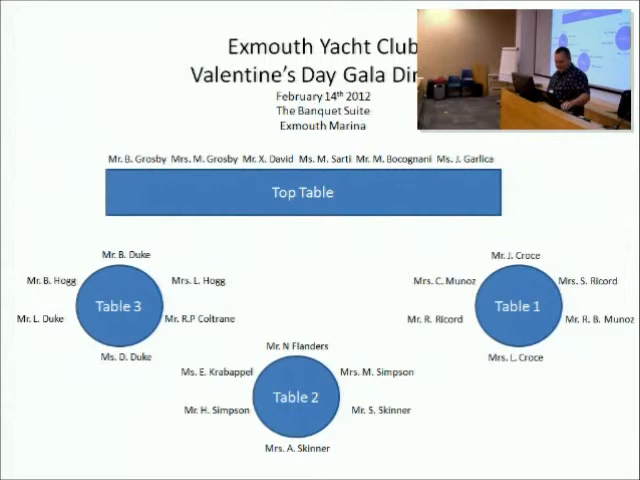 Exmouth Yacht Club
Valentine's Day Gala
February 14th 2012
The Banquet Suite
Exmouth Marina
Mr. B. Grosby Mrs. M. Grosby Mr. X. David Ms. M. Sarti Mr. M. Bocognani Ms. J. Garlica
Top Table
Mr. B. Duke
Mr. B. Hogg
Mrs. L. Hogg
Table 3
Mr. L. Duke
Mr. R.P Coltrane
Ms. D. Duke
Mr. J. Croce
Mrs. C. Munoz
Mrs. S. Ricord
Table 1
Mr. R. Ricord
Mr. R. B. Munoz
Mrs. L. Croce
Mr. N Flanders
Ms. E. Krabappel
Mrs. M. Simpson
Table 2
Mr. H. Simpson
Mr. S. Skinner
Mrs. A. Skinner